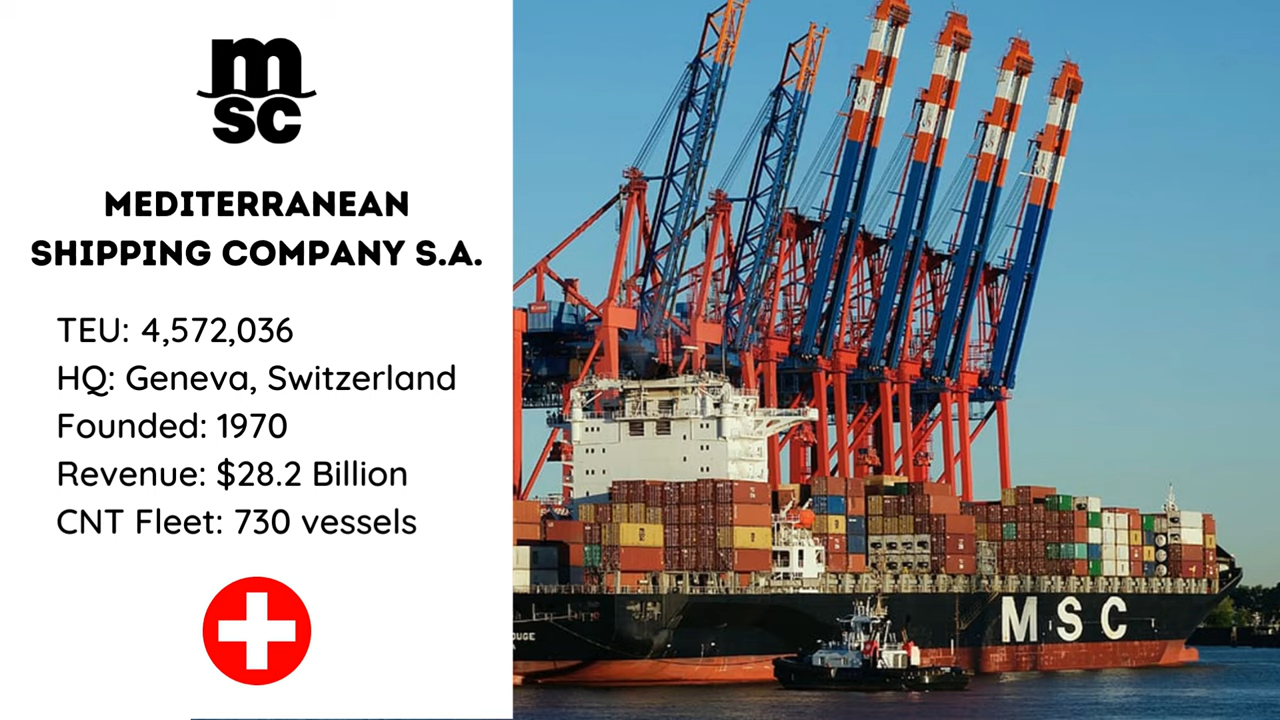 msc
MEDITERRANEAN
SHIPPING COMPANY S.A.
TEU: 4,572,036
HQ: Geneva, Switzerland
Founded: 1970
Revenue: $28.2 Billion
CNT Fleet: 730 vessels
MSC